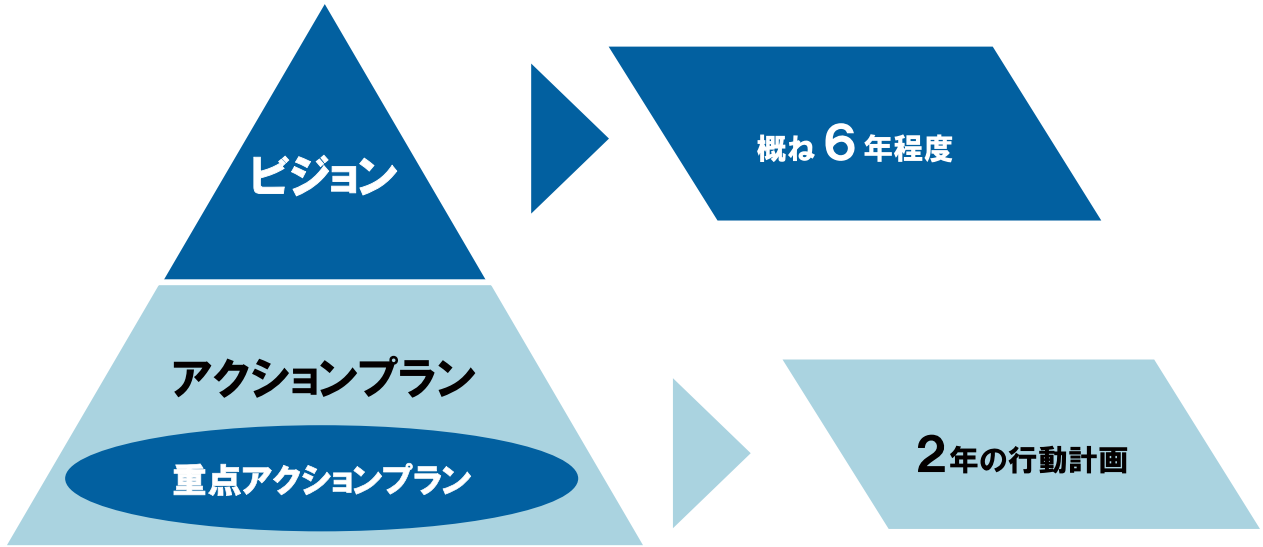 ビジョン
概ね6年程度
アクションプラン
重点アクションプラン
2年の行動計画